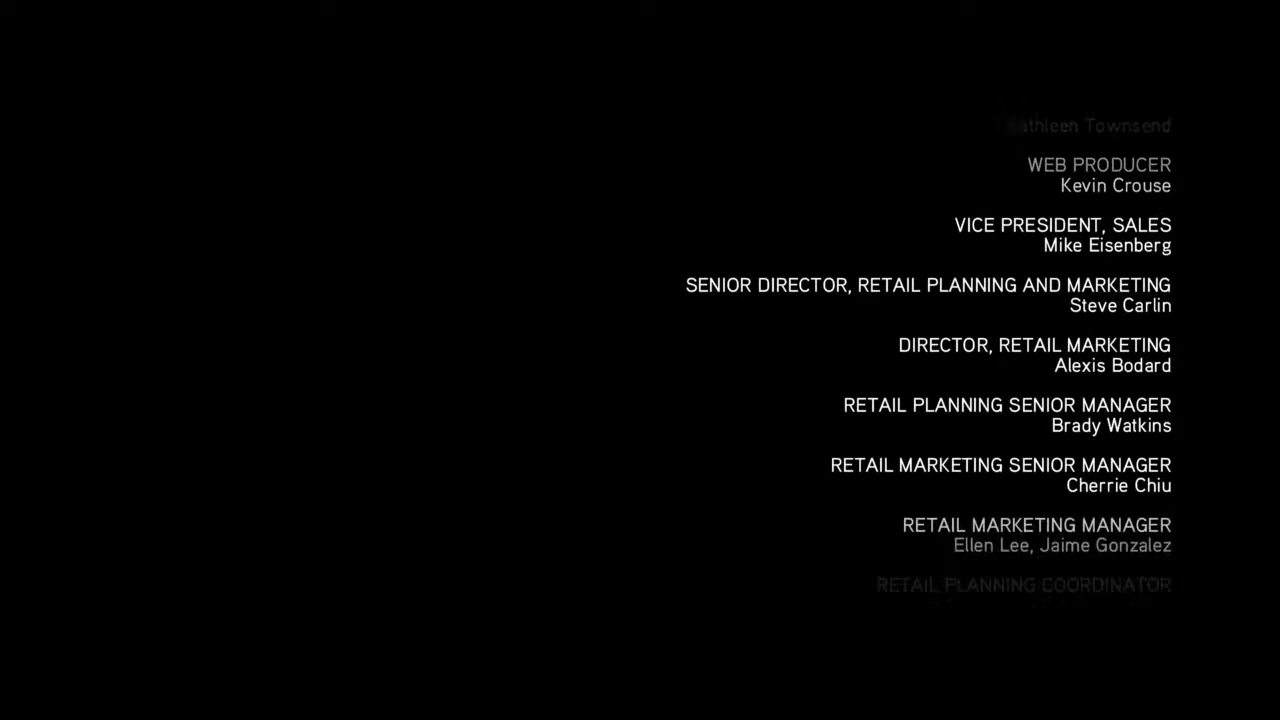 Kathleen Townsend
WEB PRODUCER
Kevin Crouse
VICE PRESIDENT, SALES
Mike Eisenberg
SENIOR DIRECTOR, RETAIL PLANNING AND MARKETING
Steve Carlin
DIRECTOR, RETAIL MARKETING
Alexis Bodard
RETAIL PLANNING SENIOR MANAGER
Brady Watkins
RETAIL MARKETING SENIOR MANAGER
Cherrie Chiu
RETAIL MARKETING MANAGER
Ellen Lee, Jaime Gonzalez
RETAIL PLANNING COORDINATOR